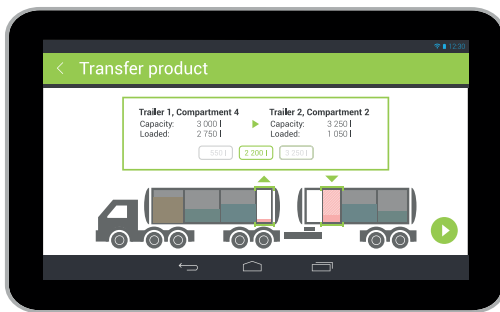 12:30
Transfer product
Trailer 1, Compartment 4 Trailer 2, Compartment 2
Capacity: 3 000 l Capacity: 3 250 l
Loaded: 2 750 l Loaded: 1 050 l
550 l 2 200 l 3 250 l